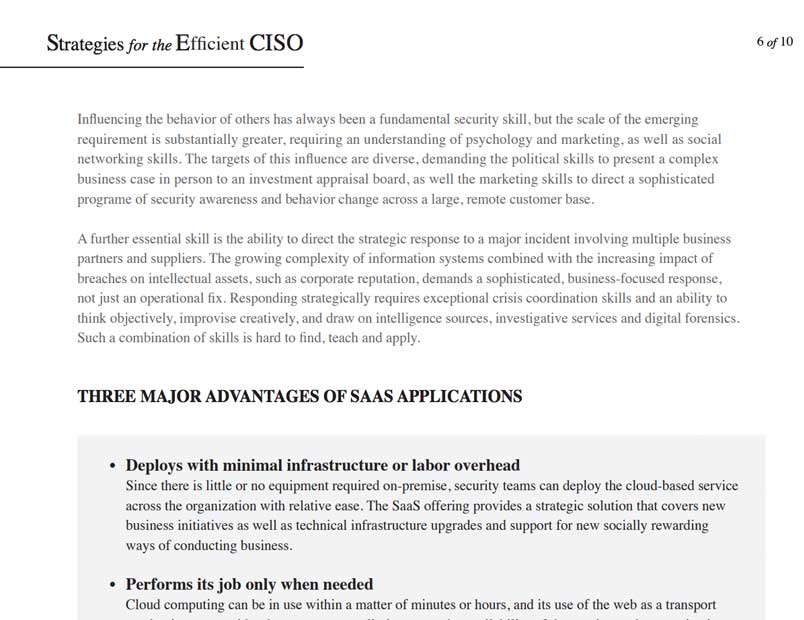 Strategies for the Efficient CISO
6 of 10
Influencing the behavior of others has always been a fundamental security skill, but the scale of the emerging
requirement is substantially greater, requiring an understanding of psychology and marketing, as well as social
networking skills. The targets of this influence are diverse, demanding the political skills to present a complex
business case in person to an investment appraisal board, as well the marketing skills to direct a sophisticated
programe of security awareness and behavior change across a large, remote customer base.
A further essential skill is the ability to direct the strategic response to a major incident involving multiple business
partners and suppliers. The growing complexity of information systems combined with the increasing impact of
breaches on intellectual assets, such as corporate reputation, demands a sophisticated, business-focused response,
not just an operational fix. Responding strategically requires exceptional crisis coordination skills and an ability to
think objectively, improvise creatively, and draw on intelligence sources, investigative services and digital forensics.
Such a combination of skills is hard to find, teach and apply.
THREE MAJOR ADVANTAGES OF SAAS APPLICATIONS
• Deploys with minimal infrastructure or labor overhead
Since there is little or no equipment required on-premise, security teams can deploy the cloud-based service
across the organization with relative ease. The SaaS offering provides a strategic solution that covers new
business initiatives as well as technical infrastructure upgrades and support for new socially rewarding
ways of conducting business.
• Performs its job only when needed
Cloud computing can be in use within a matter of minutes or hours, and its use of the web as a transport